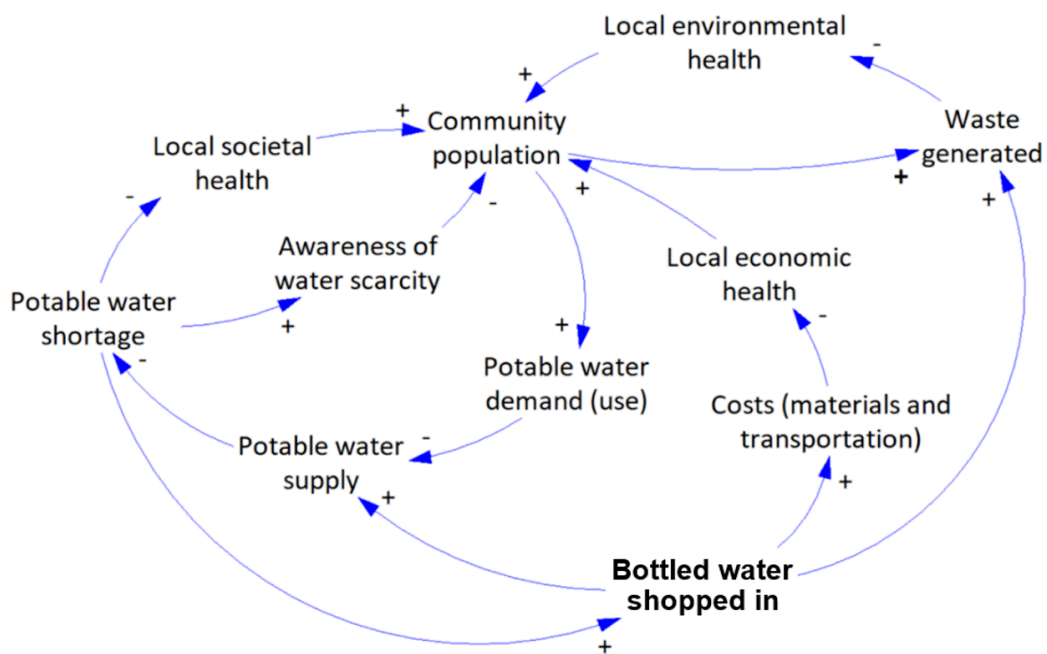 Local environmental
health
-
+
+
Community
population
Waste
generated
Local societal
health
-
+
+
+
-
Awareness of
water scarcity
Local economic
health
Potable water
shortage
+
-
+
-
Potable water
demand (use)
Costs (materials and
transportation)
-
Potable water
supply
+
+
Bottled water
shopped in
+